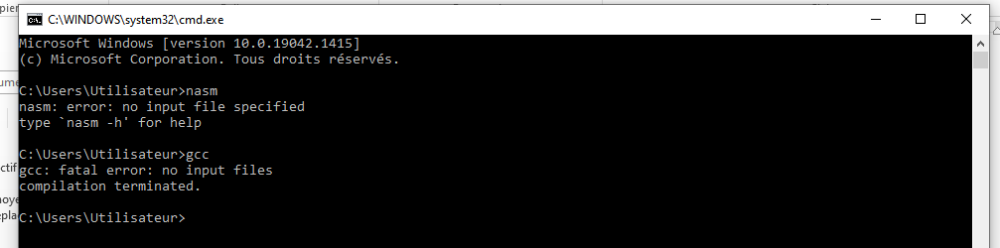 C:\WINDOWS\system32\cmd.exe
Microsoft Windows [version 10.0.19042.1415]
(c) Microsoft Corporation. Tous droits réservés.
C:\Users\Utilisateur>nasm
nasm: error: no input file specified
type `nasm -h' for help
C:\Users\Utilisateur>gcc
gcc: fatal error: no input files
compilation terminated.
C:\Users\Utilisateur>